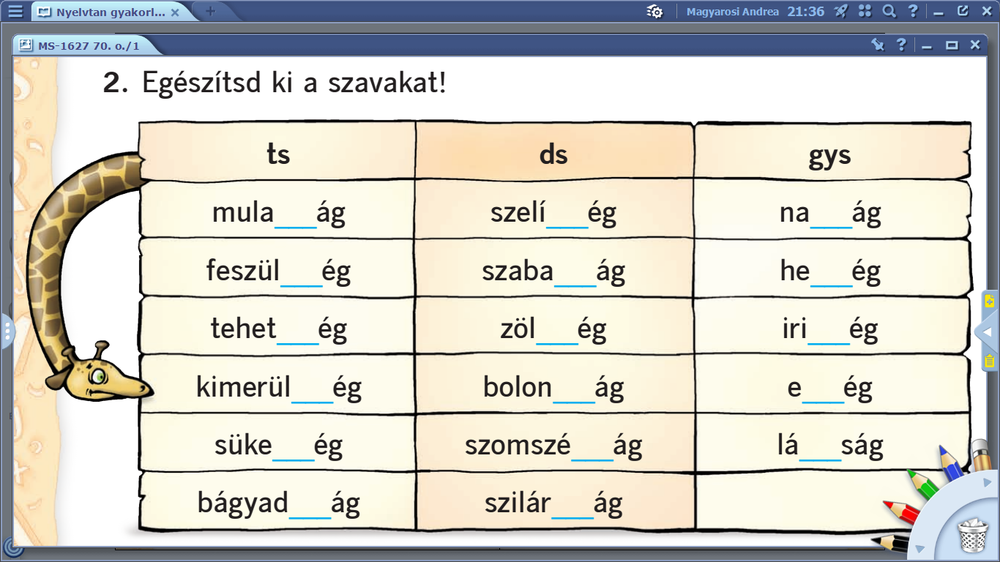 Nyelvtan gyakorl...
Magyarosi Andrea 21:36
MS-1627 70. o./1
2. Egészítsd ki a szavakat!
ts ds gys
mula___ág szelí___ég na___ág
feszül___ég szaba___ág he___ég
tehet___ég zöl___ég iri___ég
kimerül___ég bolon___ág e___ég
süke___ég szomszé___ág lá___ság
bágyad___ág szilár___ág